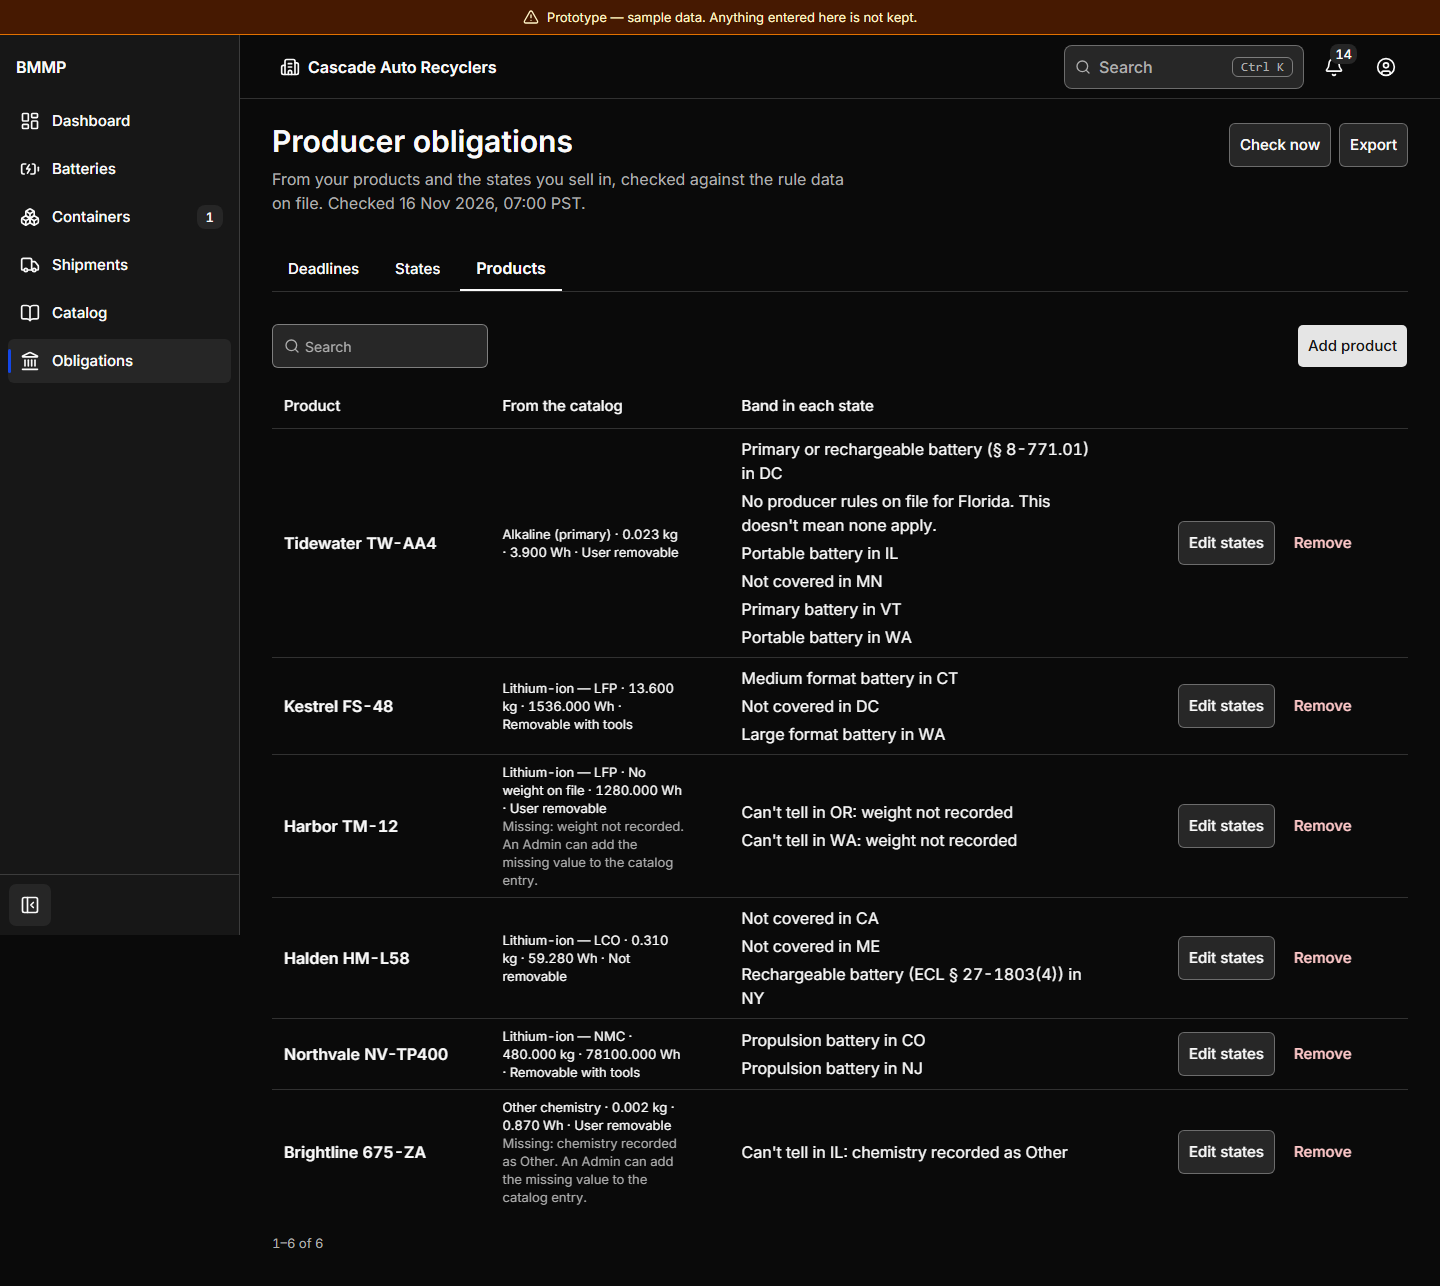 Prototype — sample data. Anything entered here is not kept.
BMMP
Cascade Auto Recyclers
Search
Ctrl K
14
Dashboard
Batteries
Containers
1
Shipments
Catalog
Obligations
Producer obligations
From your products and the states you sell in, checked against the rule data
on file. Checked 16 Nov 2026, 07:00 PST.
Check now
Export
Deadlines
States
Products
Search
Add product
Product
From the catalog
Band in each state
Tidewater TW-AA4
Alkaline (primary) · 0.023 kg
· 3.900 Wh · User removable
Primary or rechargeable battery (§ 8-771.01)
in DC
No producer rules on file for Florida. This
doesn't mean none apply.
Portable battery in IL
Not covered in MN
Primary battery in VT
Portable battery in WA
Edit states
Remove
Kestrel FS-48
Lithium-ion — LFP · 13.600
kg · 1536.000 Wh ·
Removable with tools
Medium format battery in CT
Not covered in DC
Large format battery in WA
Edit states
Remove
Harbor TM-12
Lithium-ion — LFP · No
weight on file · 1280.000 Wh
· User removable
Missing: weight not recorded.
An Admin can add the
missing value to the catalog
entry.
Can't tell in OR: weight not recorded
Can't tell in WA: weight not recorded
Edit states
Remove
Halden HM-L58
Lithium-ion — LCO · 0.310
kg · 59.280 Wh · Not
removable
Not covered in CA
Not covered in ME
Rechargeable battery (ECL § 27-1803(4)) in
NY
Edit states
Remove
Northvale NV-TP400
Lithium-ion — NMC ·
480.000 kg · 78100.000 Wh
· Removable with tools
Propulsion battery in CO
Propulsion battery in NJ
Edit states
Remove
Brightline 675-ZA
Other chemistry · 0.002 kg ·
0.870 Wh · User removable
Missing: chemistry recorded
as Other. An Admin can add
the missing value to the
catalog entry.
Can't tell in IL: chemistry recorded as Other
Edit states
Remove
1–6 of 6